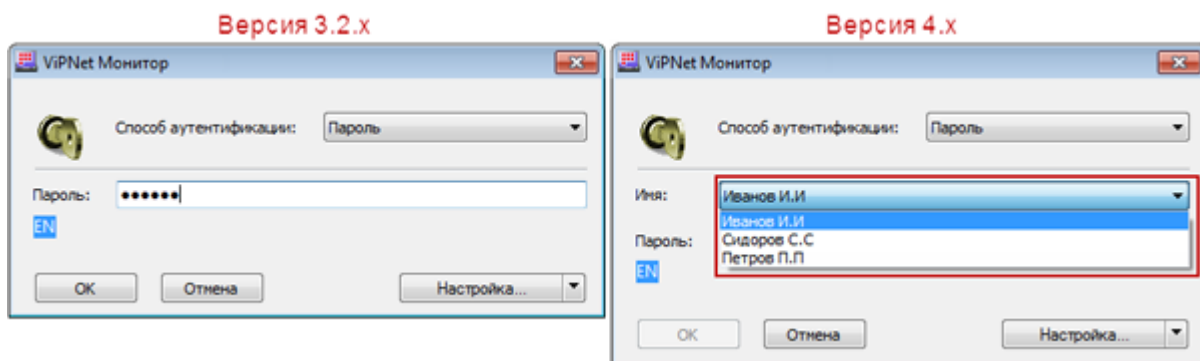 Версия 3.2.x
ViPNet Монитор
Способ аутентификации: Пароль
Пароль: ••••••
EN
OK Отмена Настройка...
Версия 4.x
ViPNet Монитор
Способ аутентификации: Пароль
Имя: Иванов И.И
Иванов И.И
Сидоров С.С
Пароль:
Петров П.П
EN
OK Отмена Настройка...